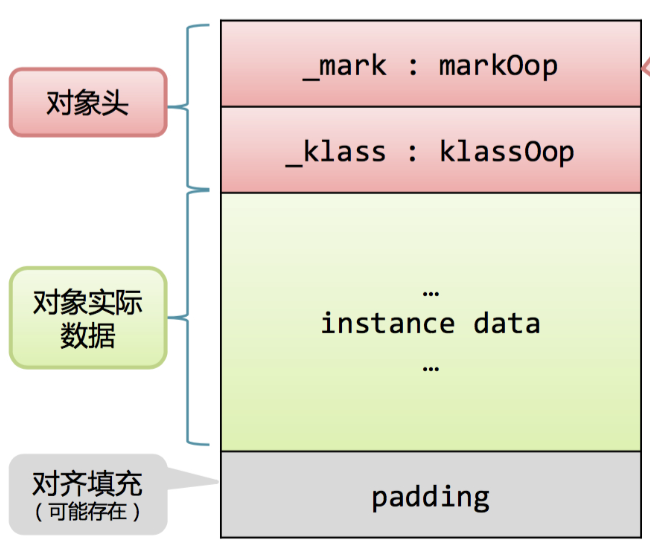 对象头
_mark : markOop
_klass : klassOop
对象实际
数据
…
instance data
…
对齐填充
（可能存在）
padding